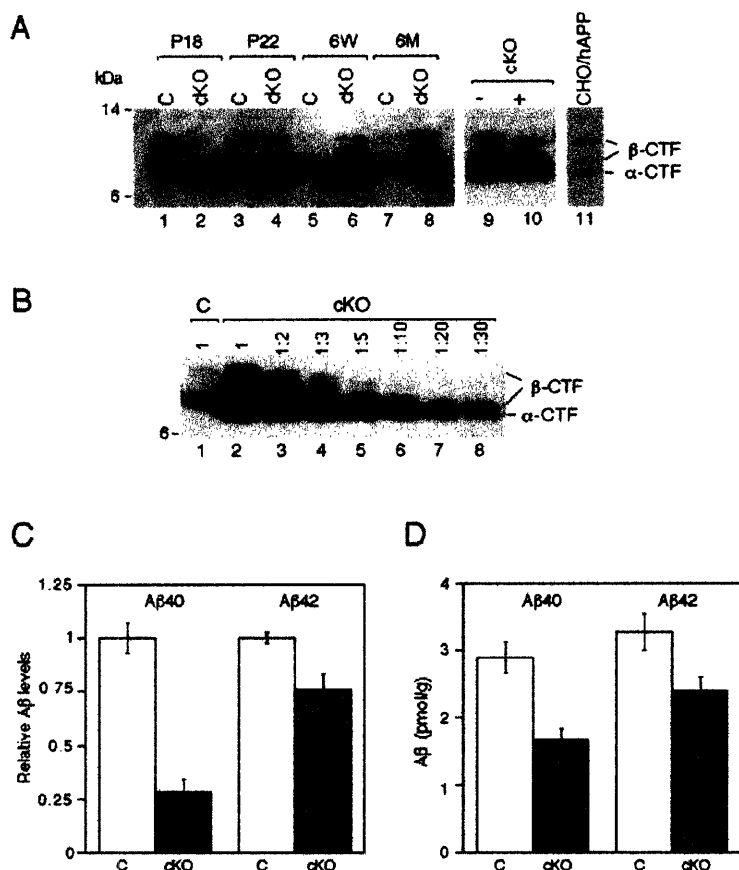 A
P18 P22 6W 6M cKO CHO/hAPP
kDa C cKO C cKO C cKO C cKO - +
14 -
β-CTF
α-CTF
6 -
1 2 3 4 5 6 7 8 9 10 11
B
C cKO
1 1 1:2 1:3 1:5 1:10 1:20 1:30
β-CTF
α-CTF
6 -
1 2 3 4 5 6 7 8
C
Relative Aβ levels
1.25
1
0.75
0.5
0.25
0
Aβ40 Aβ42
C cKO C cKO
D
Aβ (pmol/g)
4
3
2
1
0
Aβ40 Aβ42
C cKO C cKO